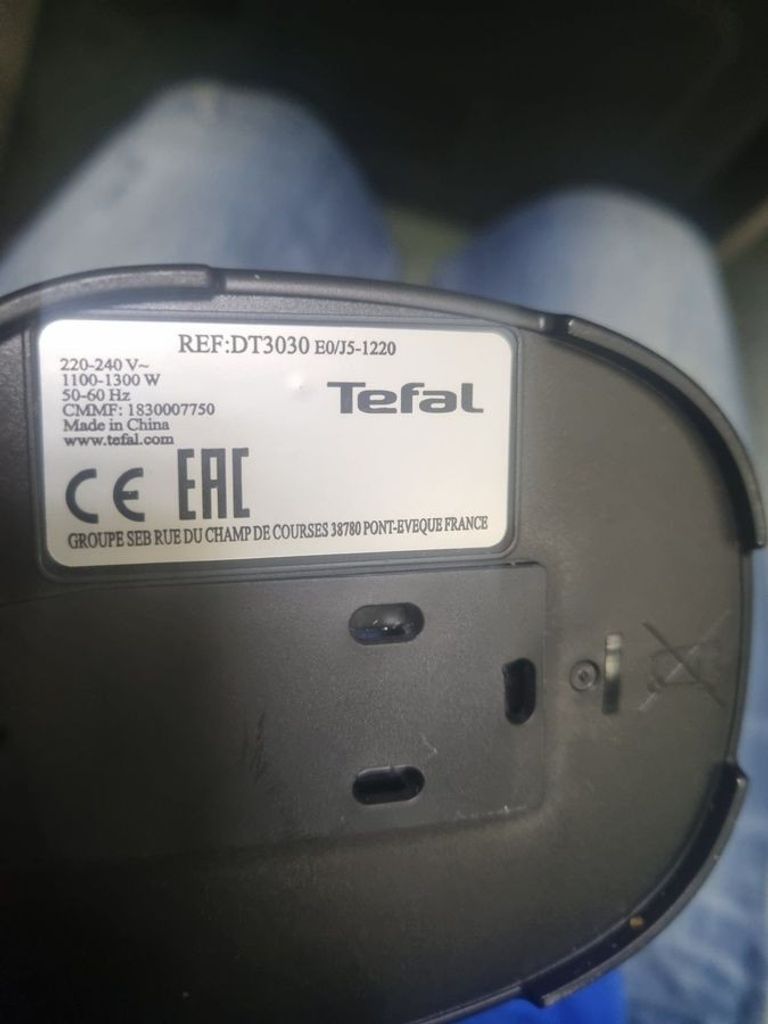 REF:DT3030 E0/J5-1220
220-240 V~
1100-1300 W
50-60 Hz
CMMF: 1830007750
Made in China
www.tefal.com
Tefal
CE EAC
GROUPE SEB RUE DU CHAMP DE COURSES 38780 PONT-EVEQUE FRANCE